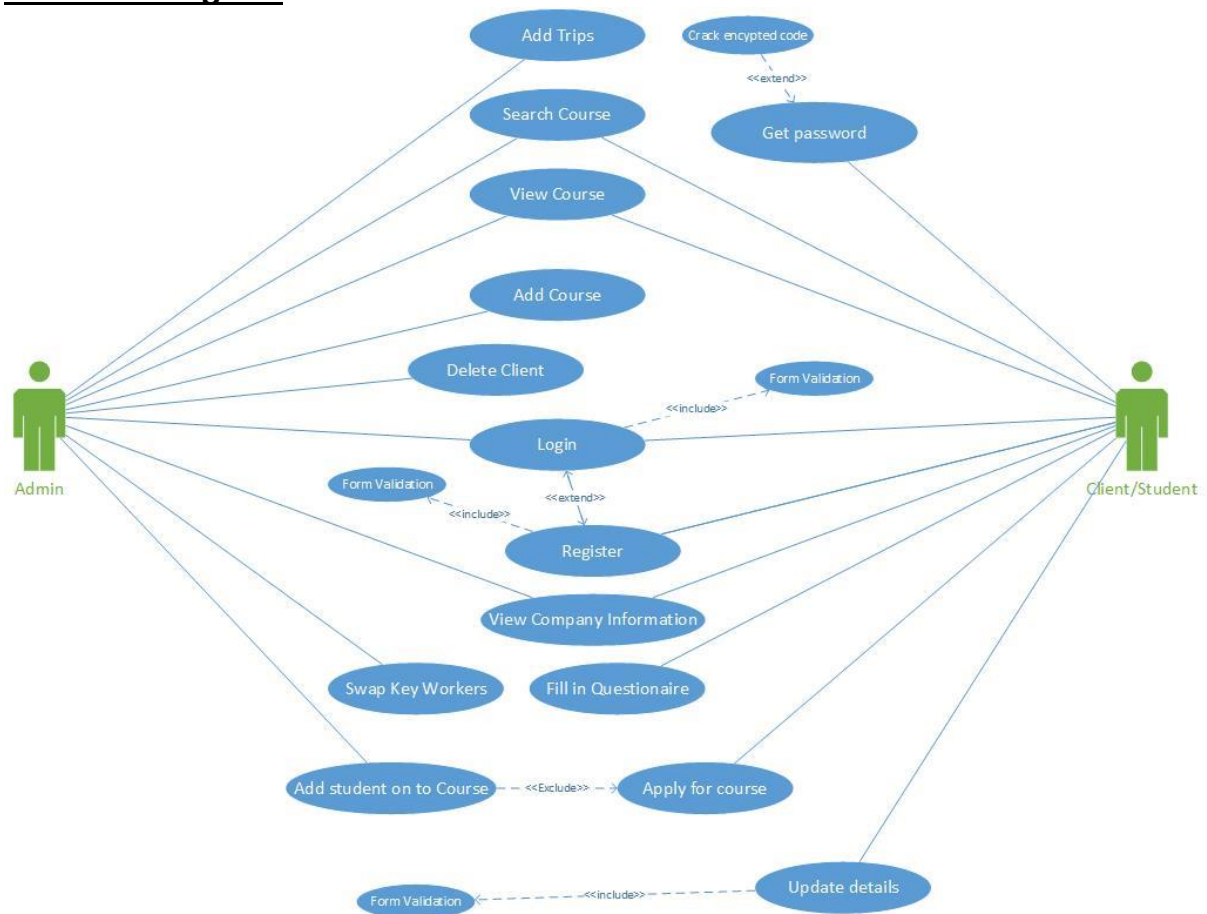 Add Trips
Crack encypted code
<<extend>>
Search Course
Get password
View Course
Add Course
Delete Client
Form Validation
<<include>>
Login
Admin
Client/Student
Form Validation
<<extend>>
<<include>>
Register
View Company Information
Swap Key Workers
Fill in Questionaire
Add student on to Course
<<Exclude>>
Apply for course
Update details
<<include>>
Form Validation